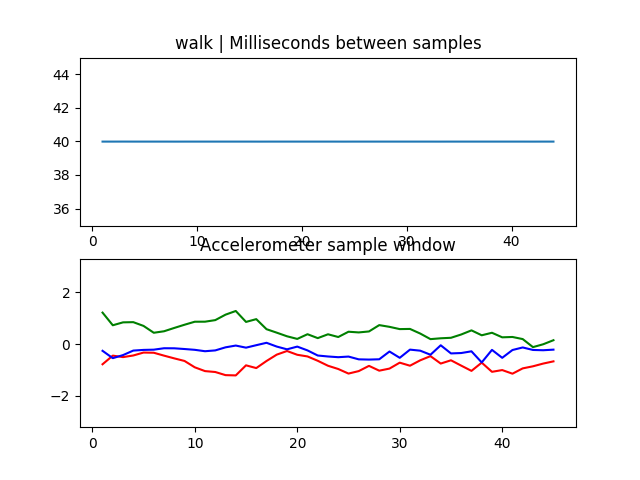 walk | Milliseconds between samples
44
42
40
38
36
0 10 20 30 40
Accelerometer sample window
2
0
−2
0 10 20 30 40